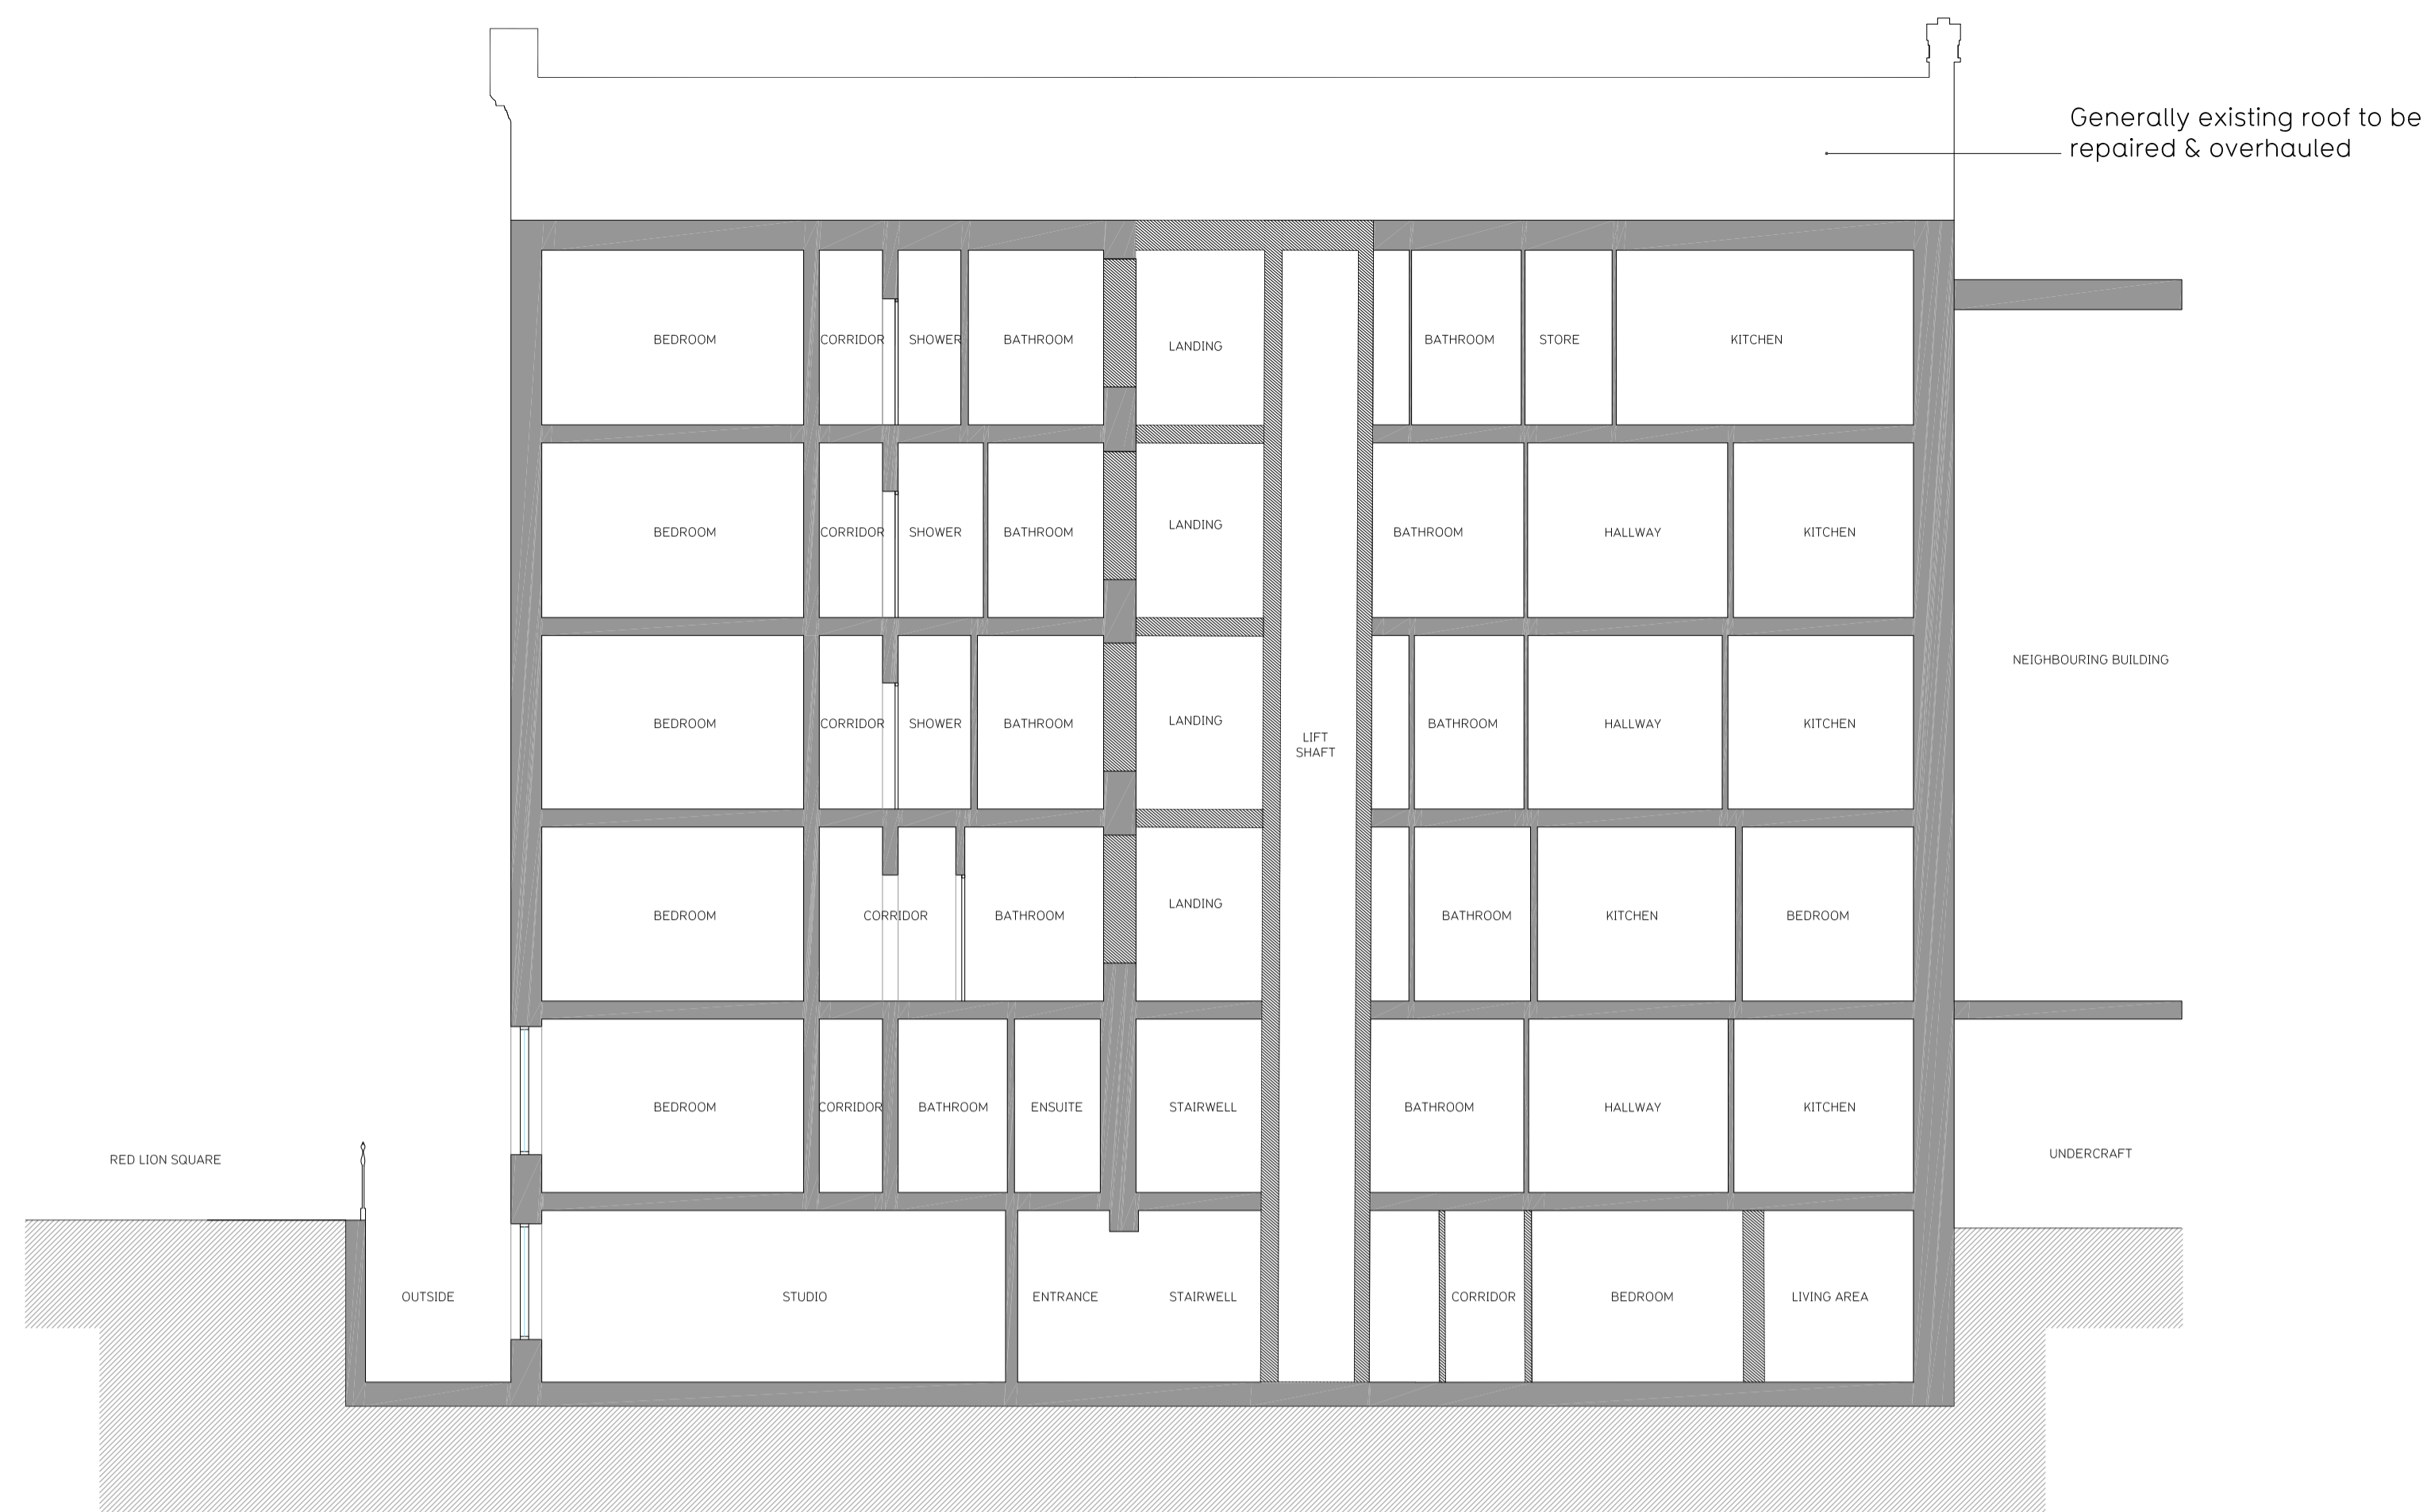 Generally existing roof to be
repaired & overhauled
BEDROOM
CORRIDOR
SHOWER
BATHROOM
LANDING
BATHROOM
STORE
KITCHEN
BEDROOM
CORRIDOR
SHOWER
BATHROOM
LANDING
BATHROOM
HALLWAY
KITCHEN
NEIGHBOURING BUILDING
BEDROOM
CORRIDOR
SHOWER
BATHROOM
LANDING
LIFT
SHAFT
BATHROOM
HALLWAY
KITCHEN
BEDROOM
CORRIDOR
BATHROOM
LANDING
BATHROOM
KITCHEN
BEDROOM
BEDROOM
CORRIDOR
BATHROOM
ENSUITE
STAIRWELL
BATHROOM
HALLWAY
KITCHEN
RED LION SQUARE
UNDERCRAFT
OUTSIDE
STUDIO
ENTRANCE
STAIRWELL
CORRIDOR
BEDROOM
LIVING AREA